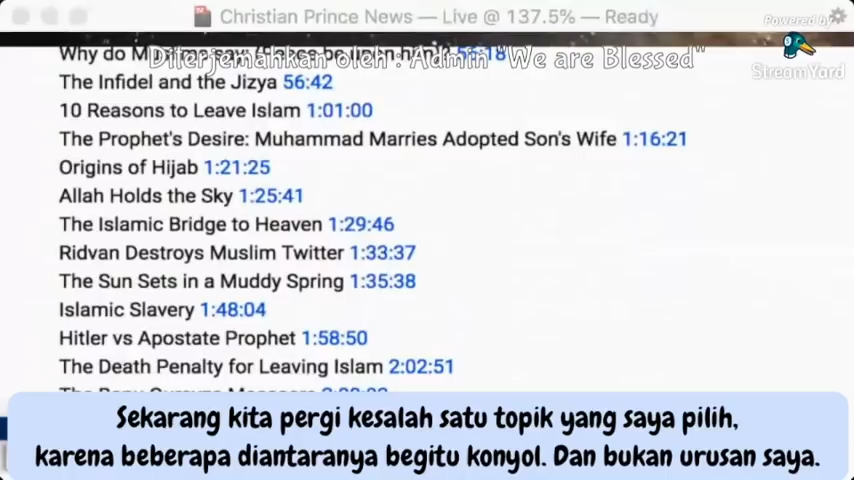 Christian Prince News — Live @ 137.5% — Ready
Powered by
StreamYard
Diterjemahkan oleh : Admin "We are Blessed"
Why do 56:18
The Infidel and the Jizya 56:42
10 Reasons to Leave Islam 1:01:00
The Prophet's Desire: Muhammad Marries Adopted Son's Wife 1:16:21
Origins of Hijab 1:21:25
Allah Holds the Sky 1:25:41
The Islamic Bridge to Heaven 1:29:46
Ridvan Destroys Muslim Twitter 1:33:37
The Sun Sets in a Muddy Spring 1:35:38
Islamic Slavery 1:48:04
Hitler vs Apostate Prophet 1:58:50
The Death Penalty for Leaving Islam 2:02:51
Sekarang kita pergi kesalah satu topik yang saya pilih,
karena beberapa diantaranya begitu konyol. Dan bukan urusan saya.